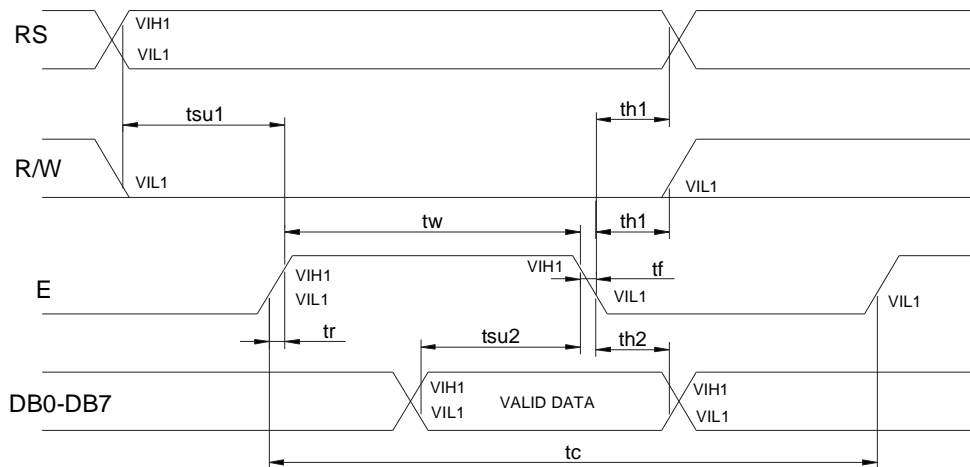 RS
VIH1
VIL1
tsu1
th1
R/W
VIL1
VIL1
tw
th1
E
VIH1
VIL1
VIH1
tf
VIL1
VIL1
tr
tsu2
th2
DB0-DB7
VIH1
VIL1
VALID DATA
VIH1
VIL1
tc